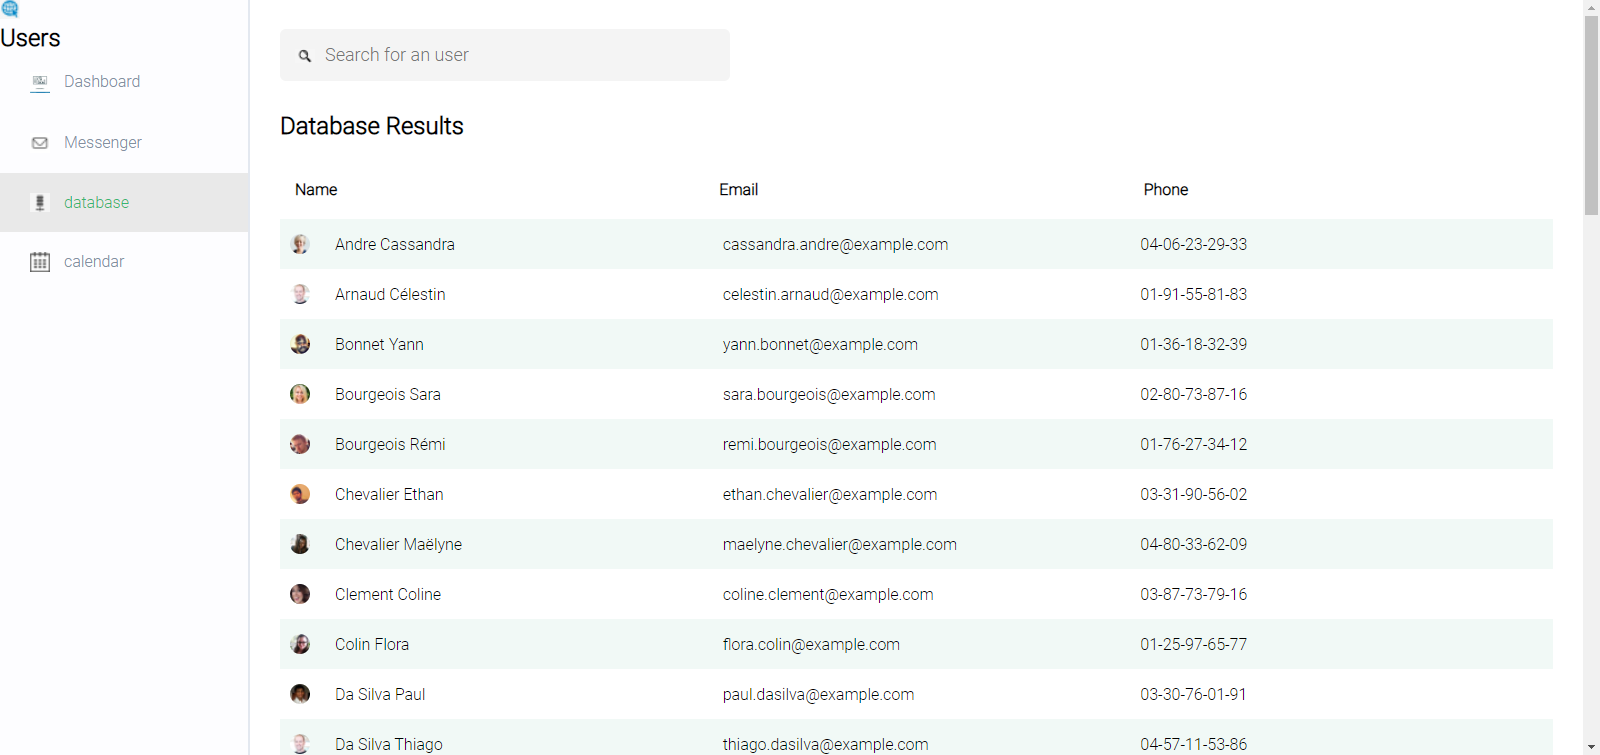 Users
Dashboard
Messenger
database
calendar
Search for an user
Database Results
Name Email Phone
Andre Cassandra cassandra.andre@example.com 04-06-23-29-33
Arnaud Célestin celestin.arnaud@example.com 01-91-55-81-83
Bonnet Yann yann.bonnet@example.com 01-36-18-32-39
Bourgeois Sara sara.bourgeois@example.com 02-80-73-87-16
Bourgeois Rémi remi.bourgeois@example.com 01-76-27-34-12
Chevalier Ethan ethan.chevalier@example.com 03-31-90-56-02
Chevalier Maëlyne maelyne.chevalier@example.com 04-80-33-62-09
Clement Coline coline.clement@example.com 03-87-73-79-16
Colin Flora flora.colin@example.com 01-25-97-65-77
Da Silva Paul paul.dasilva@example.com 03-30-76-01-91
Da Silva Thiago thiago.dasilva@example.com 04-57-11-53-86